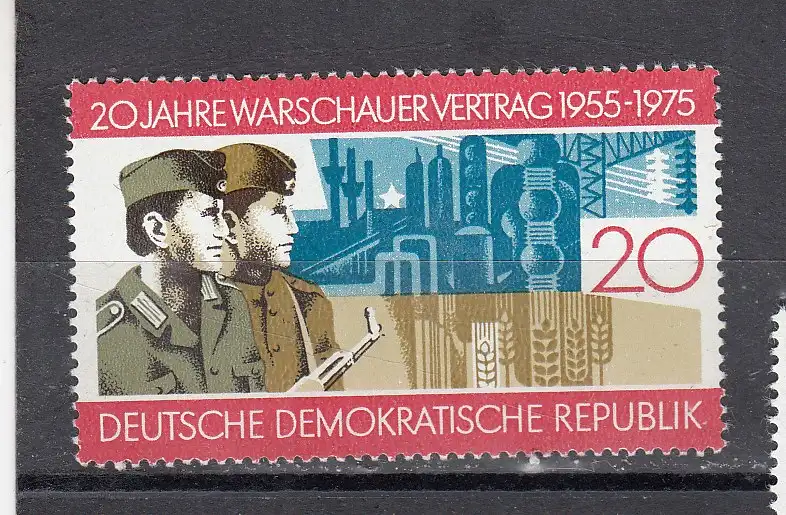 20 JAHRE WARSCHAUER VERTRAG 1955-1975
20
DEUTSCHE DEMOKRATISCHE REPUBLIK